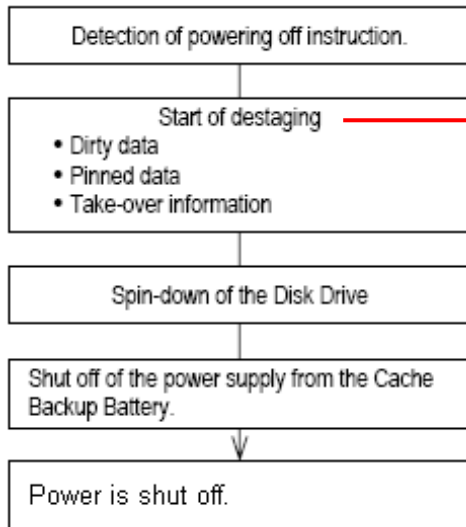 Detection of powering off instruction.
Start of destaging
• Dirty data
• Pinned data
• Take-over information
Spin-down of the Disk Drive
Shut off of the power supply from the Cache
Backup Battery.
Power is shut off.